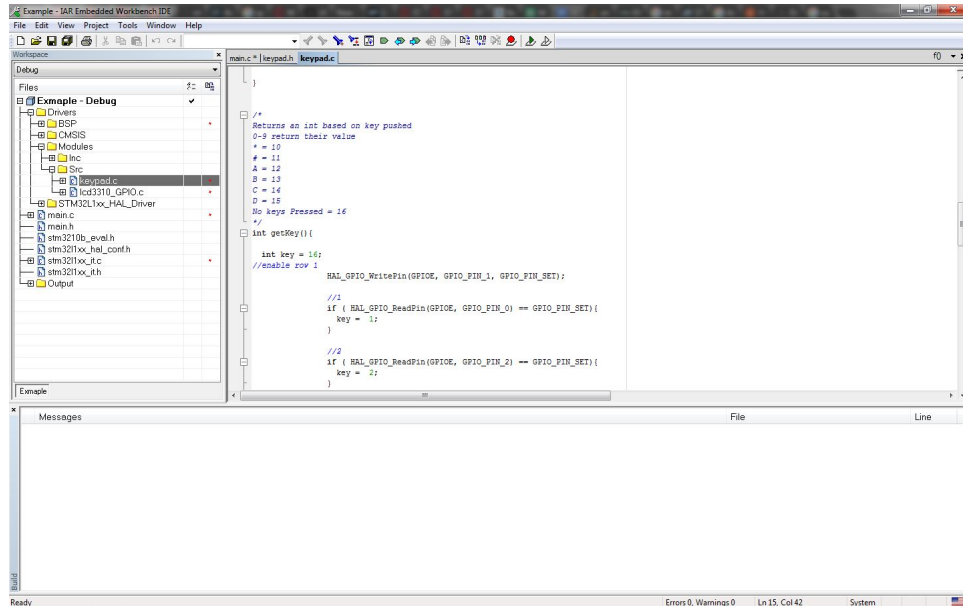 Example - IAR Embedded Workbench IDE
File Edit View Project Tools Window Help
Workspace
main.c * keypad.h keypad.c
f()
Debug
Files
Exmaple - Debug
Drivers
BSP
CMSIS
Modules
Inc
Src
keypad.c
lcd3310_GPIO.c
STM32L1xx_HAL_Driver
main.c
main.h
stm3210b_eval.h
stm32l1xx_hal_conf.h
stm32l1xx_it.c
stm32l1xx_it.h
Output
Exmaple
}
/*
Returns an int based on key pushed
0-9 return their value
* = 10
# = 11
A = 12
B = 13
C = 14
D = 15
No keys Pressed = 16
*/
int getKey(){
int key = 16;
//enable row 1
HAL_GPIO_WritePin(GPIOE, GPIO_PIN_1, GPIO_PIN_SET);
//1
if ( HAL_GPIO_ReadPin(GPIOE, GPIO_PIN_0) == GPIO_PIN_SET){
key = 1;
}
//2
if ( HAL_GPIO_ReadPin(GPIOE, GPIO_PIN_2) == GPIO_PIN_SET){
key = 2;
}
Messages File Line
Build
Ready Errors 0, Warnings 0 Ln 15, Col 42 System